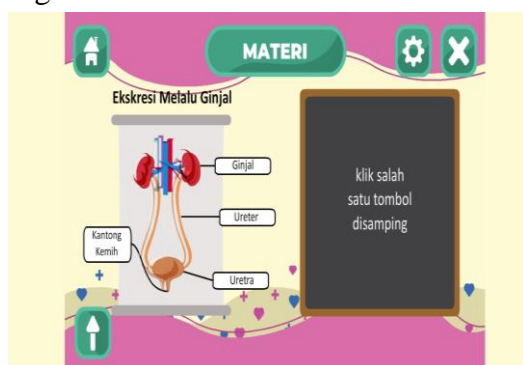 MATERI
Ekskresi Melalu Ginjal
Ginjal
Ureter
Kantong
Kemih
Uretra
klik salah
satu tombol
disamping